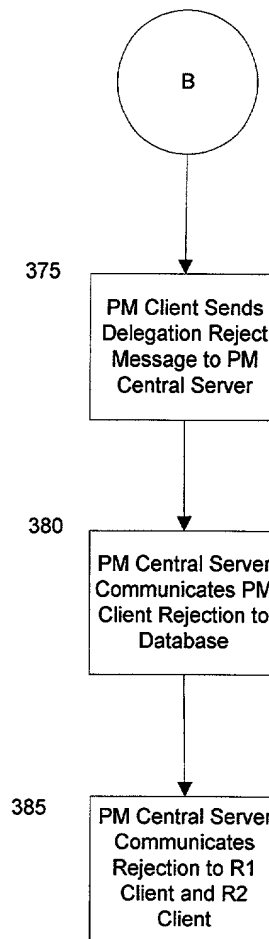 B
375
PM Client Sends
Delegation Reject
Message to PM
Central Server
380
PM Central Server
Communicates PM
Client Rejection to
Database
385
PM Central Server
Communicates
Rejection to R1
Client and R2
Client